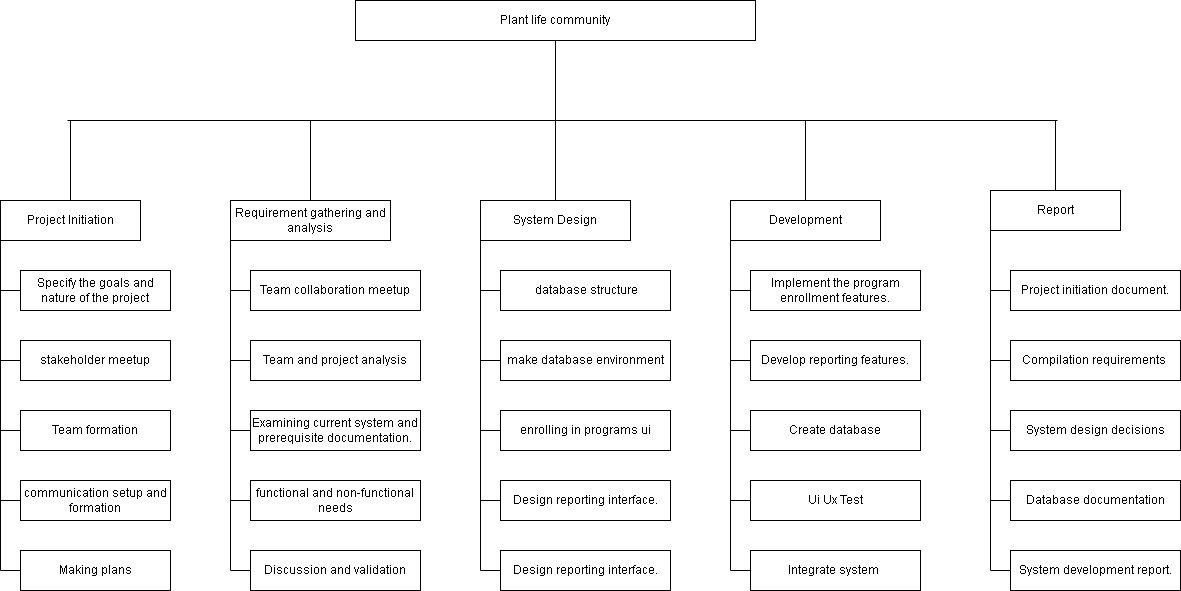 Plant life community
Project Initiation
Specify the goals and
nature of the project
stakeholder meetup
Team formation
communication setup and
formation
Making plans
Requirement gathering and
analysis
Team collaboration meetup
Team and project analysis
Examining current system and
prerequisite documentation.
functional and non-functional
needs
Discussion and validation
System Design
database structure
make database environment
enrolling in programs ui
Design reporting interface.
Design reporting interface.
Development
Implement the program
enrollment features.
Develop reporting features.
Create database
Ui Ux Test
Integrate system
Report
Project initiation document.
Compilation requirements
System design decisions
Database documentation
System development report.